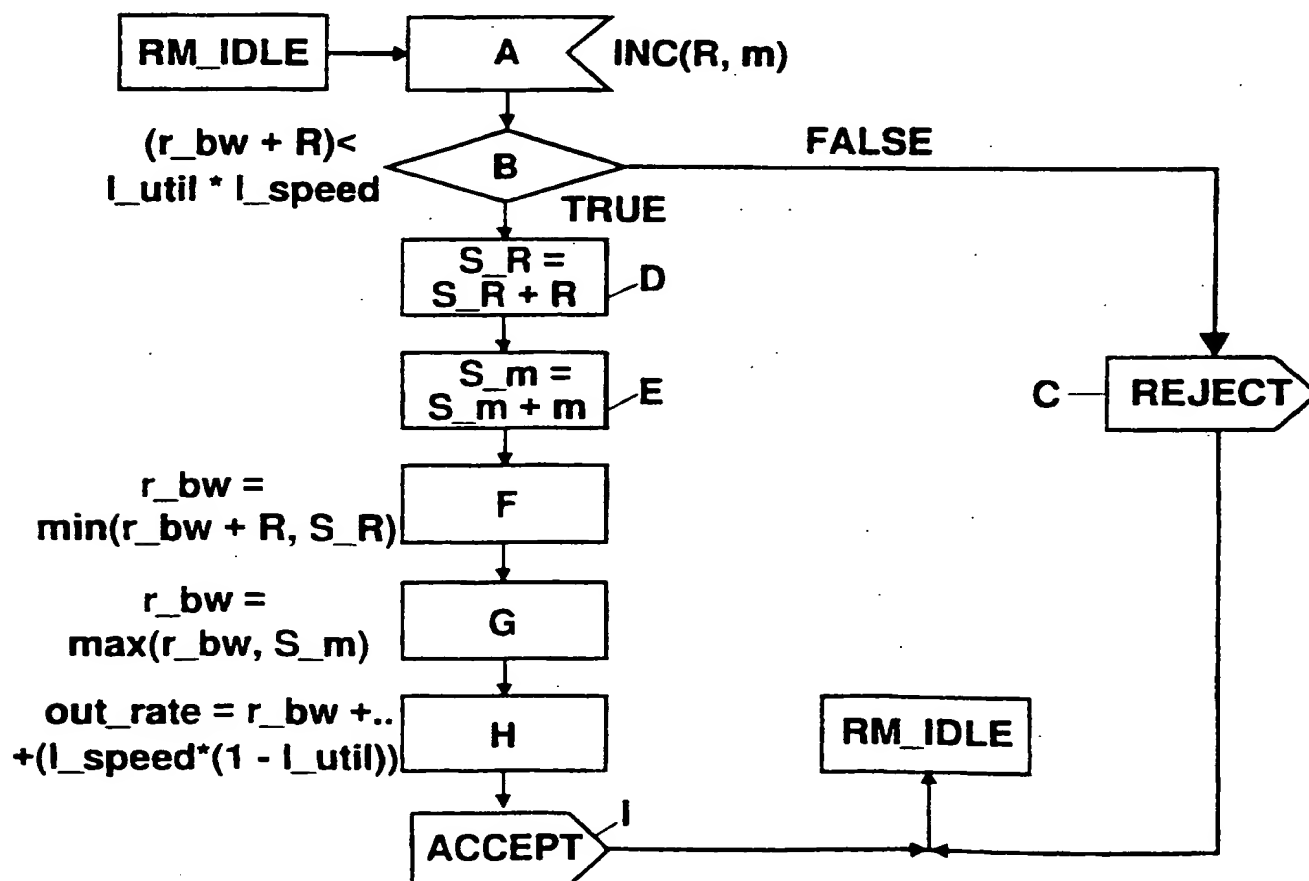 RM_IDLE
A
INC(R, m)
(r_bw + R)<
l_util * l_speed
B
FALSE
TRUE
S_R =
S_R + R
D
S_m =
S_m + m
E
C
REJECT
r_bw =
min(r_bw + R, S_R)
F
r_bw =
max(r_bw, S_m)
G
out_rate = r_bw +..
+(l_speed*(1 - l_util))
H
RM_IDLE
ACCEPT
I